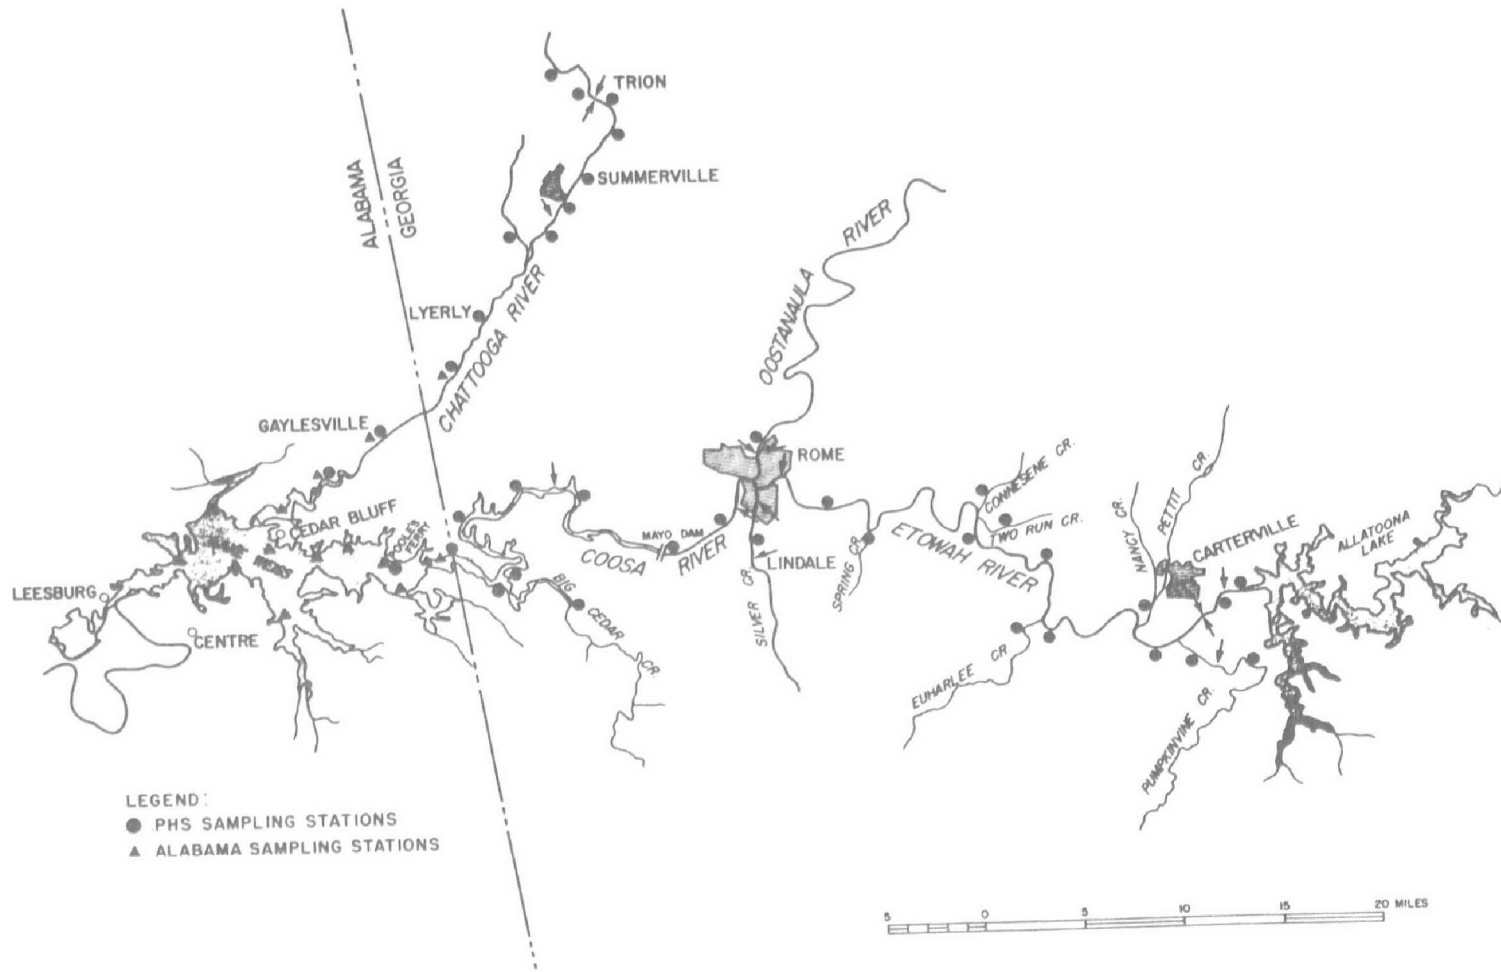 TRION
SUMMERVILLE
ALABAMA
GEORGIA
LYERLY
CHATTOOGA RIVER
OOSTANAULA RIVER
GAYLESVILLE
ROME
CEDAR BLUFF
COLES FERRY
WEISS
LEESBURG
CENTRE
BIG CEDAR CR.
MAYO DAM
COOSA RIVER
LINDALE
SILVER CR.
SPRING CR.
ETOWAH RIVER
CONNESENE CR.
TWO RUN CR.
NANCY CR.
PETTIT CR.
CARTERVILLE
ALLATOONA
LAKE
EUHARLEE CR.
PUMPKINVINE CR.
LEGEND:
PHS SAMPLING STATIONS
ALABAMA SAMPLING STATIONS
5 0 5 10 15 20 MILES